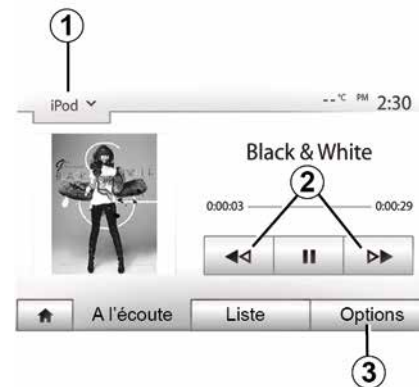 1
iPod
--°C PM 2:30
Black & White
2
0:00:03 0:00:29
A l'écoute Liste Options
3